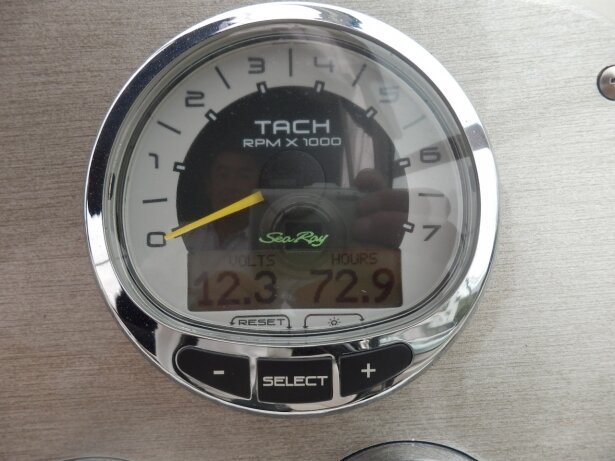 3 4
2 5
TACH
RPM X 1000
1 6
0 7
Sea Ray
VOLTS HOURS
12.3 72.9
RESET
- SELECT +